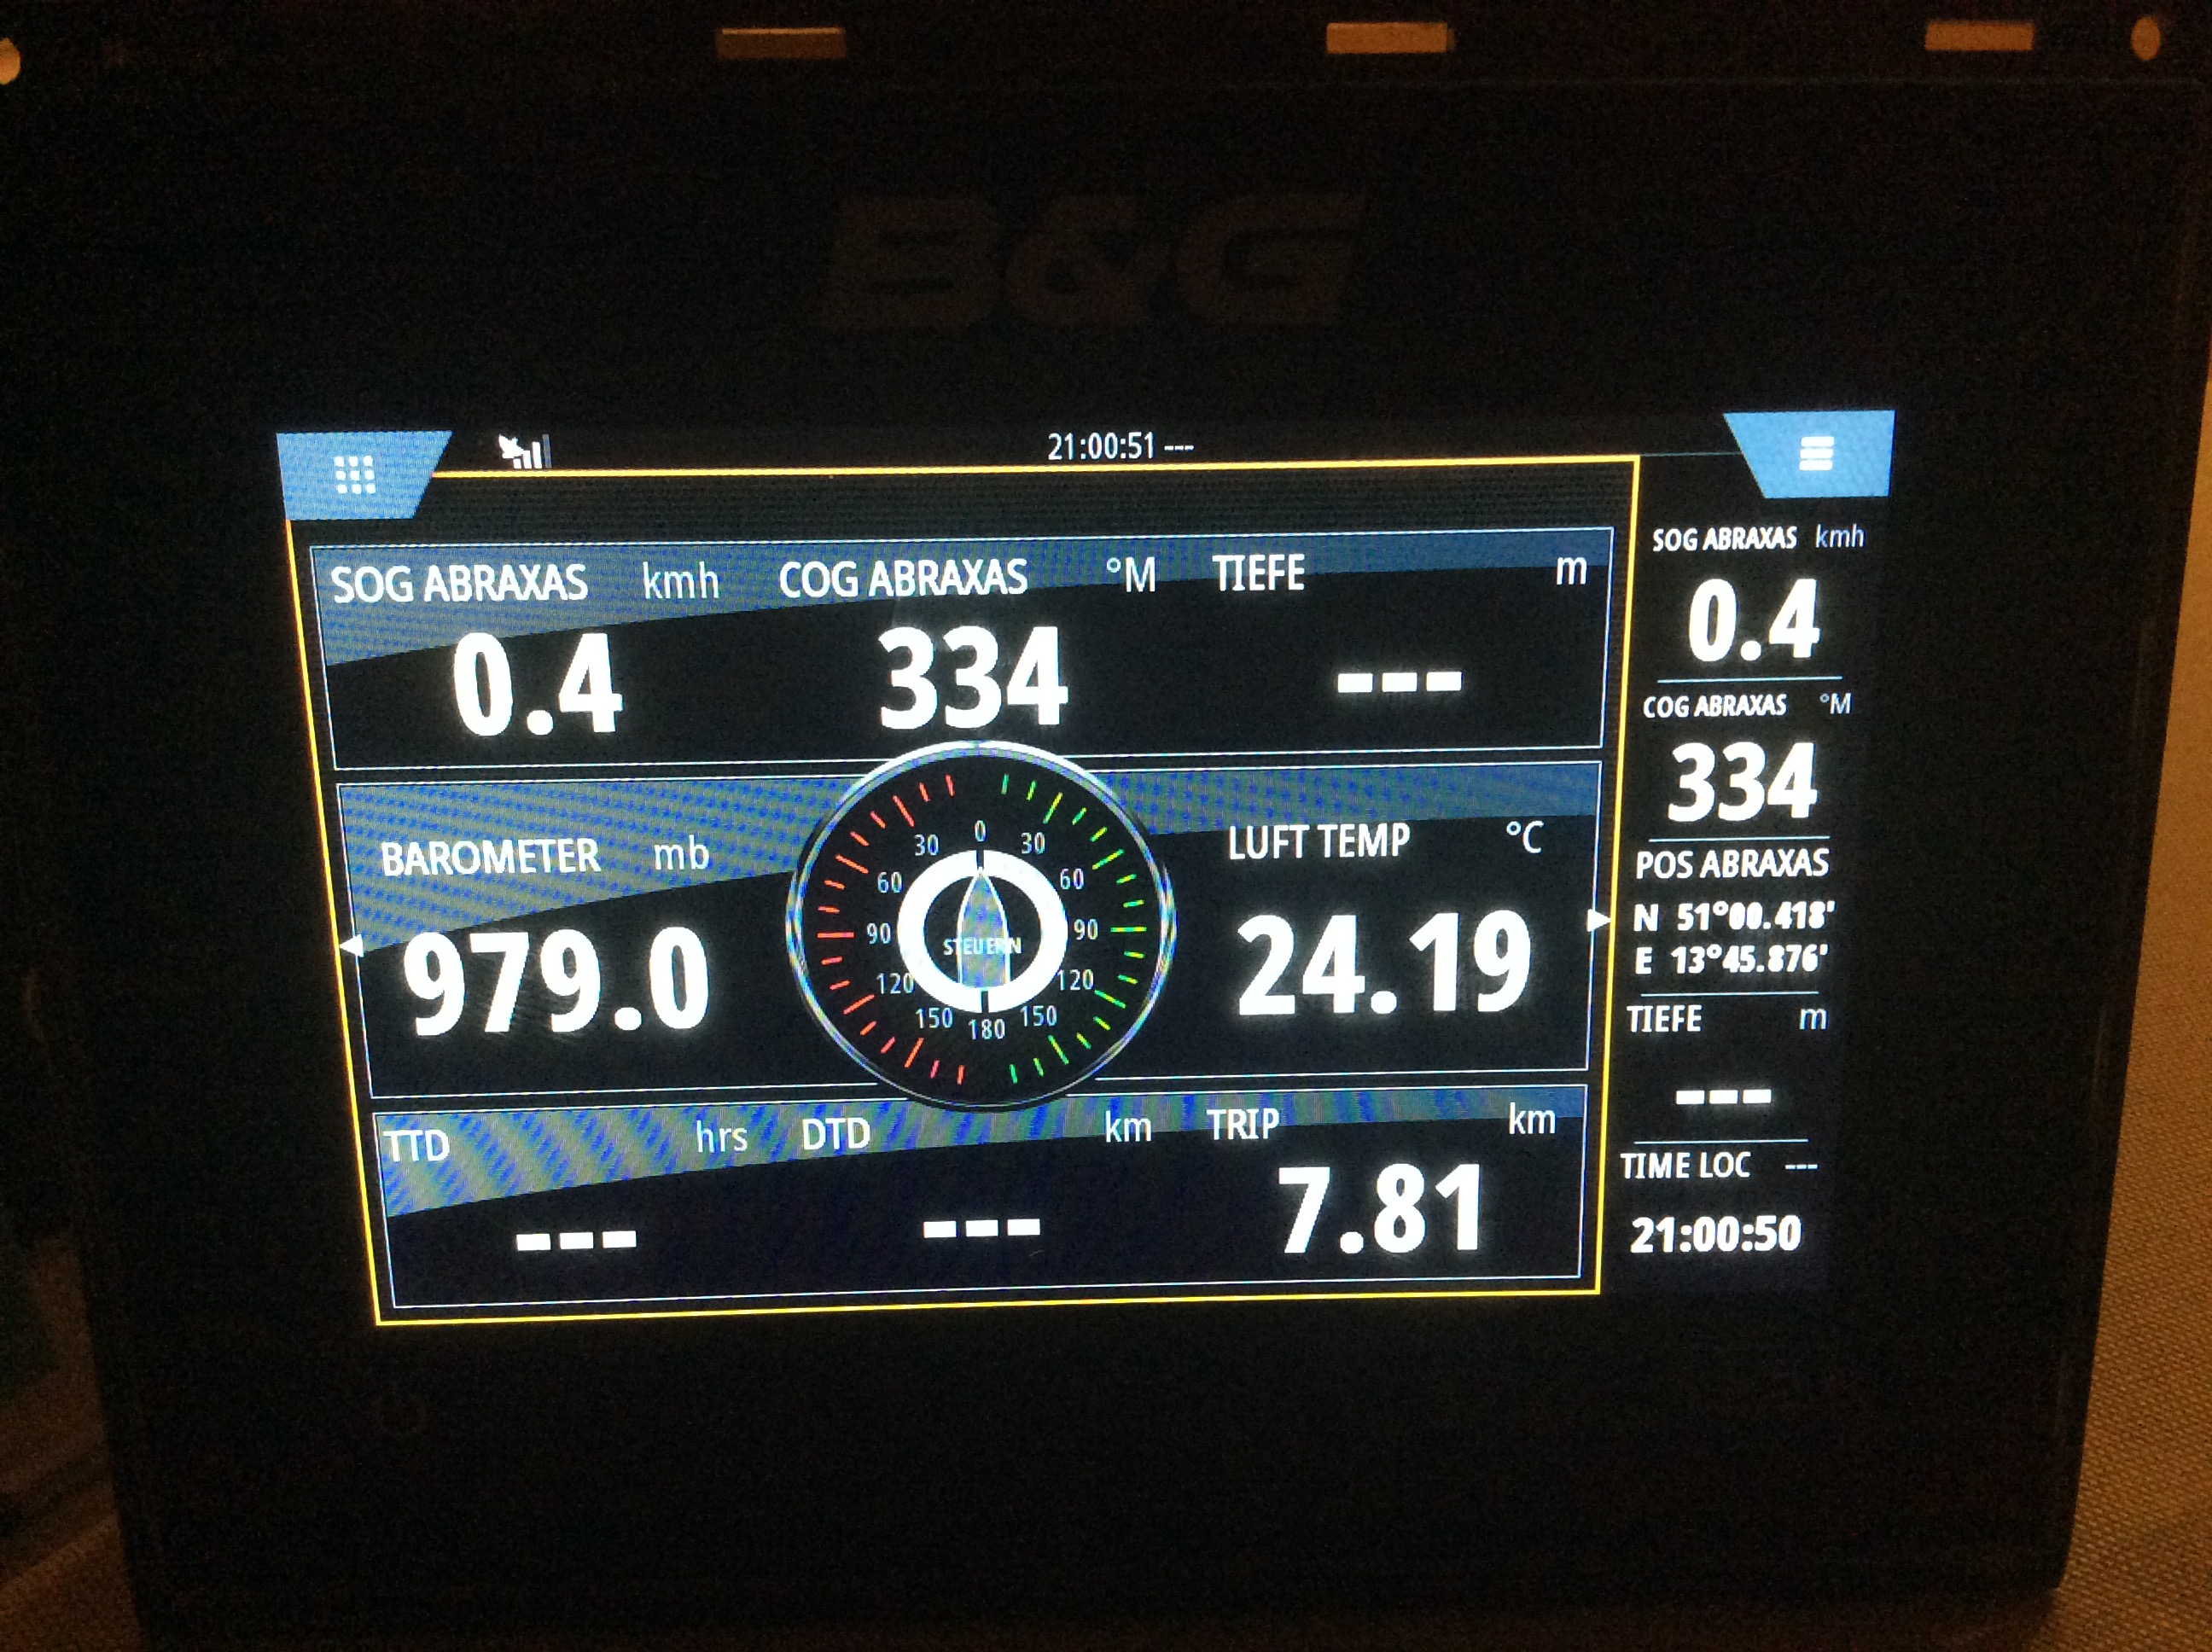 B&G
21:00:51 ---
SOG ABRAXAS kmh COG ABRAXAS °M TIEFE m
0.4 334 ---
BAROMETER mb
979.0
0
30 30
60 60
90 90
STEUERN
120 120
150 180 150
LUFT TEMP °C
24.19
TTD hrs DTD km TRIP km
--- --- 7.81
SOG ABRAXAS kmh
0.4
COG ABRAXAS °M
334
POS ABRAXAS
N 51°00.418'
E 13°45.876'
TIEFE m
---
TIME LOC ---
21:00:50